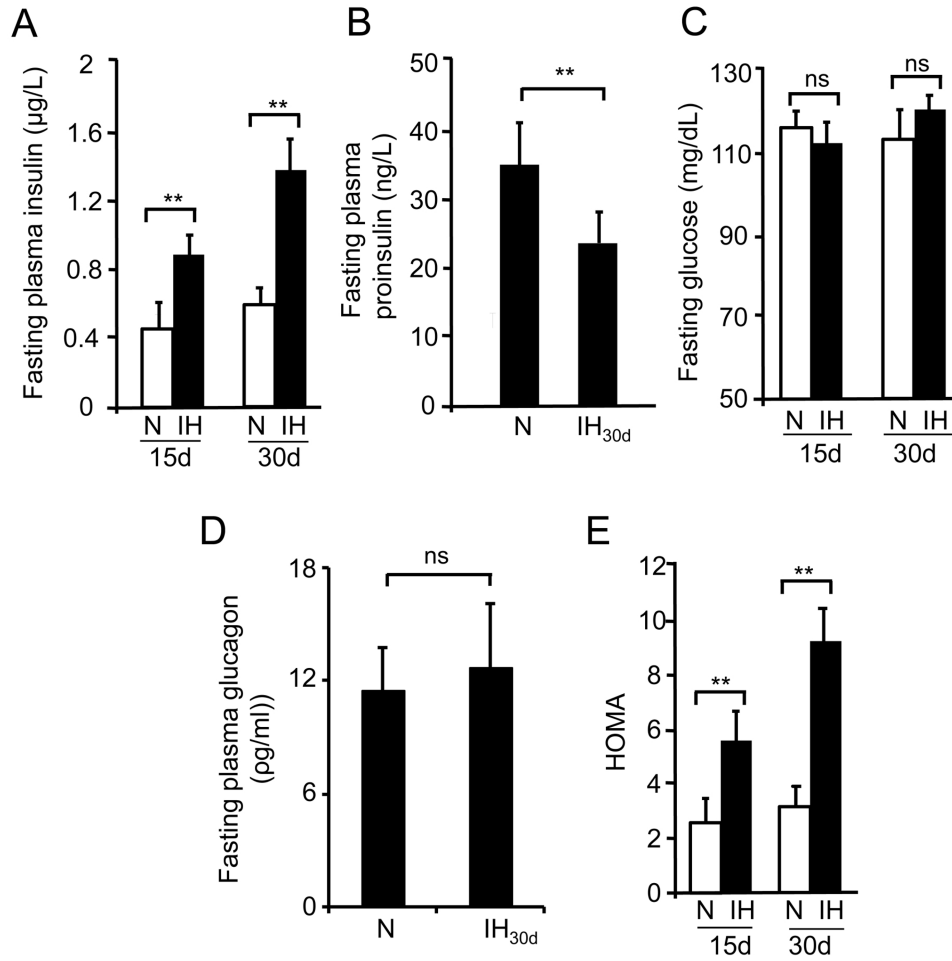 A
Fasting plasma insulin (µg/L)
2
1.6
1.2
0.8
0.4
0
**
**
N IH
N IH
15d
30d
B
Fasting plasma
proinsulin (ng/L)
50
40
30
20
10
0
**
N
IH30d
C
Fasting glucose (mg/dL)
130
110
90
70
50
ns
ns
N IH
N IH
15d
30d
D
Fasting plasma glucagon
(pg/ml))
18
12
6
0
ns
N
IH30d
E
HOMA
12
10
8
6
4
2
0
**
**
N IH
N IH
15d
30d